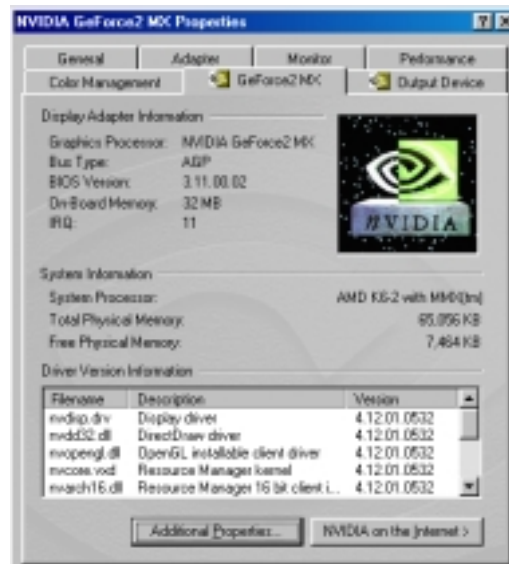 NVIDIA GeForce2 MX Properties
General Adapter Monitor Performance
Color Management GeForce2 MX Output Device
Display Adapter Information
Graphics Processor: NVIDIA GeForce2 MX
Bus Type: AGP
BIOS Version: 3.11.00.02
On-Board Memory: 32 MB
IRQ: 11
NVIDIA
System Information
System Processor: AMD K6-2 with MMX(tm)
Total Physical Memory: 65,056 KB
Free Physical Memory: 7,464 KB
Driver Version Information
Filename Description Version
nvdisp.drv Display driver 4.12.01.0532
nvdd32.dll DirectDraw driver 4.12.01.0532
nvopengl.dll OpenGL installable client driver 4.12.01.0532
nvcore.vxd Resource Manager kernel 4.12.01.0532
nvarch16.dll Resource Manager 16 bit client i... 4.12.01.0532
Additional Properties... NVIDIA on the Internet >